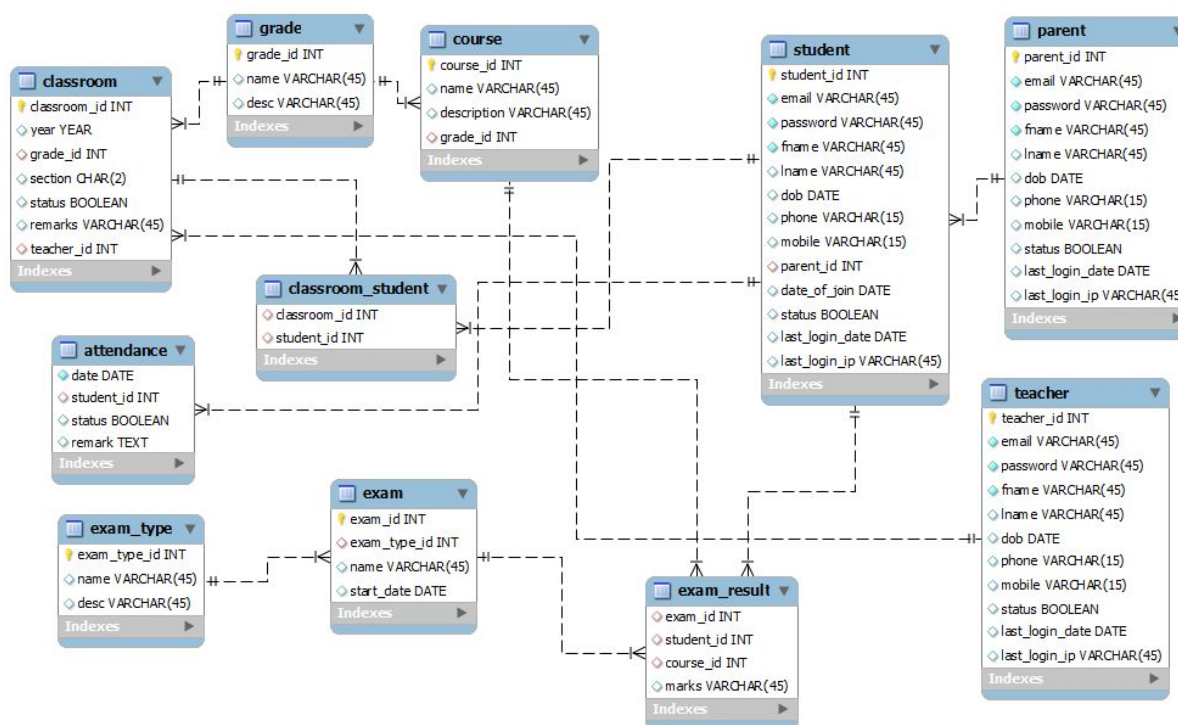 grade
grade_id INT
name VARCHAR(45)
desc VARCHAR(45)
Indexes
course
course_id INT
name VARCHAR(45)
description VARCHAR(45)
grade_id INT
Indexes
student
student_id INT
email VARCHAR(45)
password VARCHAR(45)
fname VARCHAR(45)
lname VARCHAR(45)
dob DATE
phone VARCHAR(15)
mobile VARCHAR(15)
parent_id INT
date_of_join DATE
status BOOLEAN
last_login_date DATE
last_login_ip VARCHAR(45)
Indexes
parent
parent_id INT
email VARCHAR(45)
password VARCHAR(45)
fname VARCHAR(45)
lname VARCHAR(45)
dob DATE
phone VARCHAR(15)
mobile VARCHAR(15)
status BOOLEAN
last_login_date DATE
last_login_ip VARCHAR(45
Indexes
classroom
classroom_id INT
year YEAR
grade_id INT
section CHAR(2)
status BOOLEAN
remarks VARCHAR(45)
teacher_id INT
Indexes
classroom_student
classroom_id INT
student_id INT
Indexes
attendance
date DATE
student_id INT
status BOOLEAN
remark TEXT
Indexes
teacher
teacher_id INT
email VARCHAR(45)
password VARCHAR(45)
fname VARCHAR(45)
lname VARCHAR(45)
dob DATE
phone VARCHAR(15)
mobile VARCHAR(15)
status BOOLEAN
last_login_date DATE
last_login_ip VARCHAR(45)
Indexes
exam_type
exam_type_id INT
name VARCHAR(45)
desc VARCHAR(45)
Indexes
exam
exam_id INT
exam_type_id INT
name VARCHAR(45)
start_date DATE
Indexes
exam_result
exam_id INT
student_id INT
course_id INT
marks VARCHAR(45)
Indexes